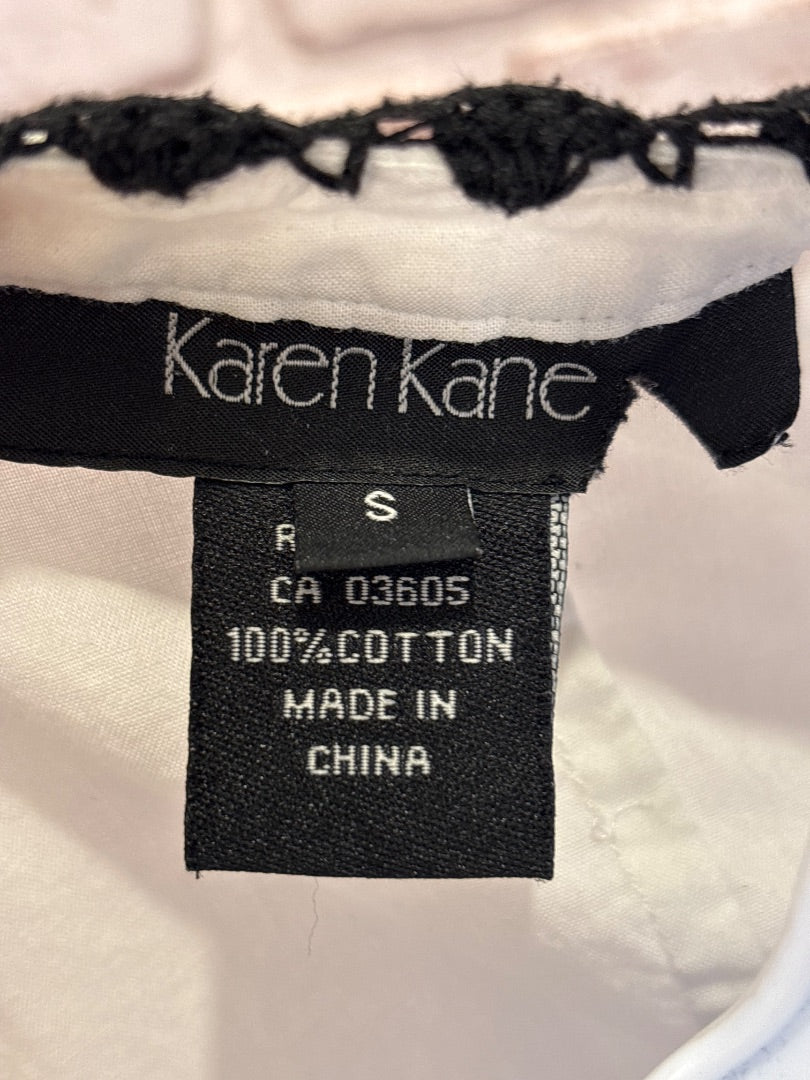 Karen Kane
S
R
CA 03605
100%COTTON
MADE IN
CHINA